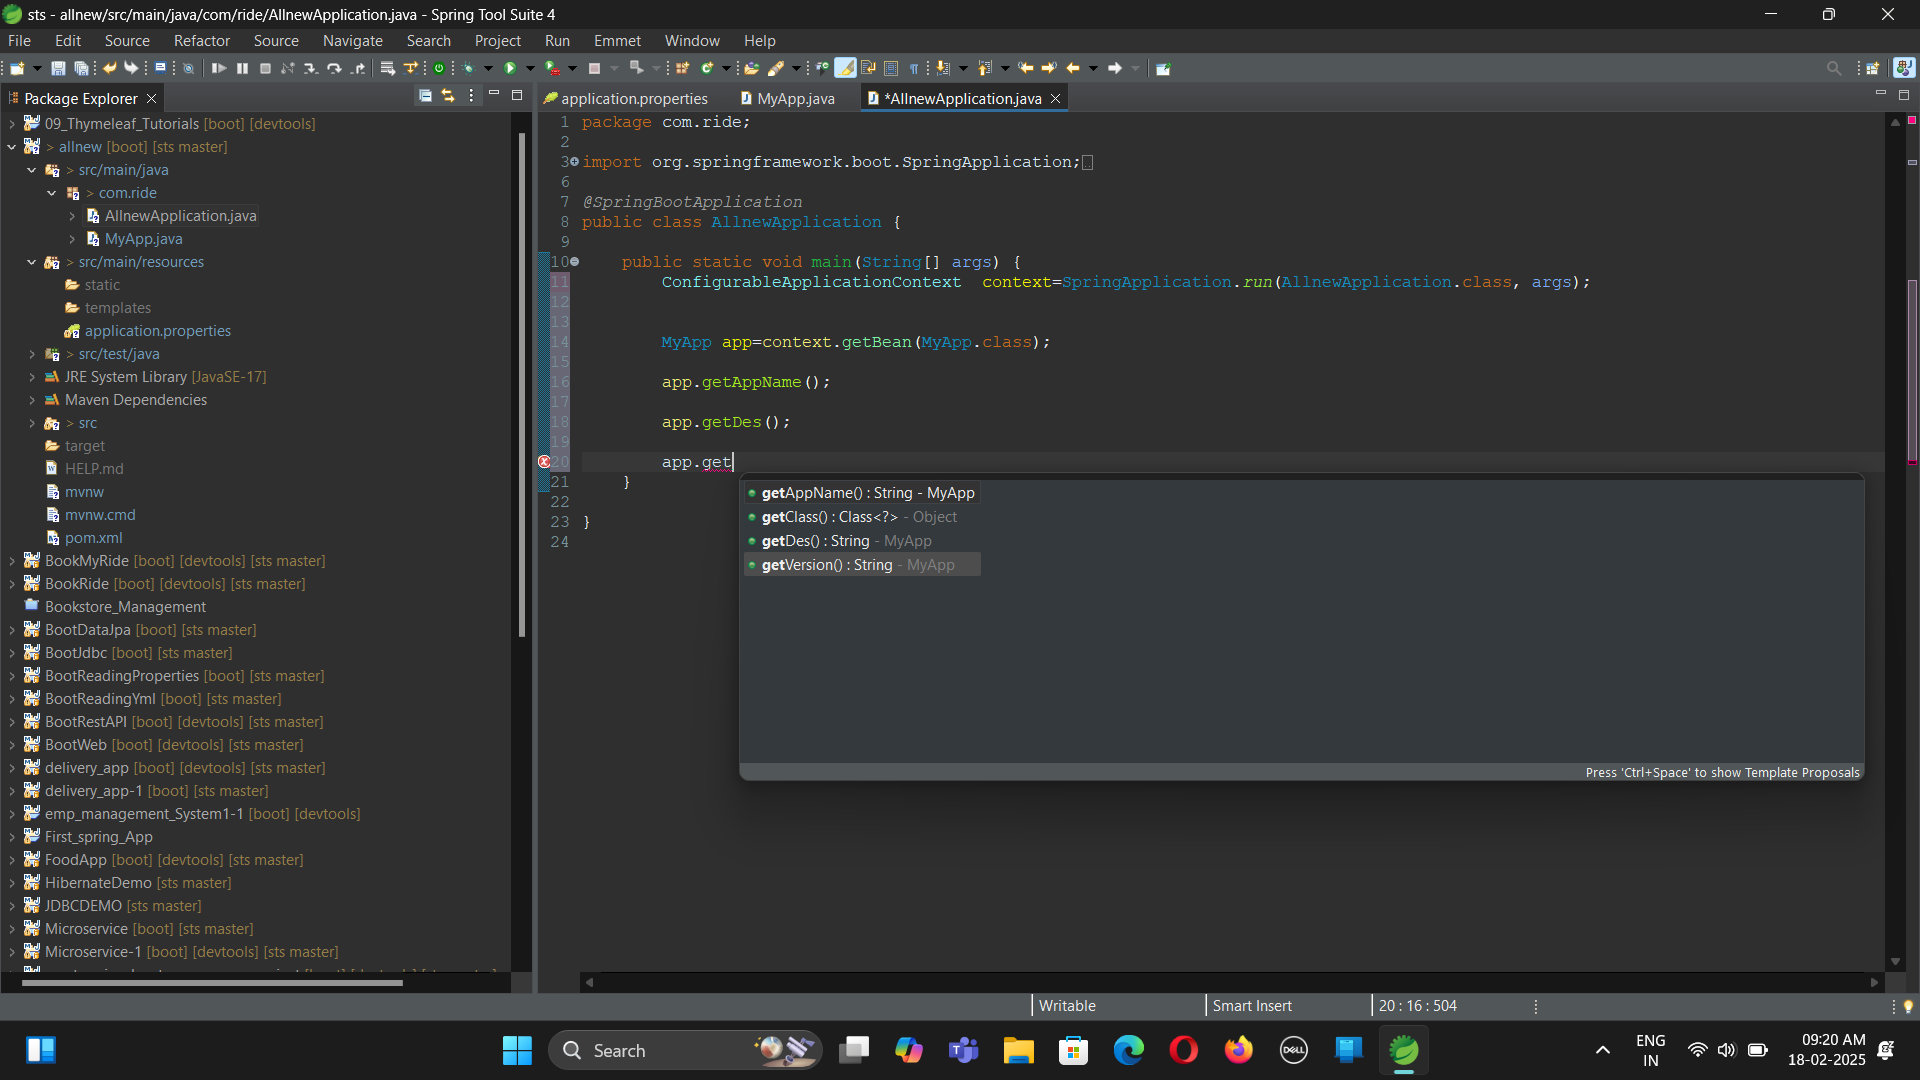 sts - allnew/src/main/java/com/ride/AllnewApplication.java - Spring Tool Suite 4
File Edit Source Refactor Source Navigate Search Project Run Emmet Window Help
Package Explorer
application.properties MyApp.java *AllnewApplication.java
09_Thymeleaf_Tutorials [boot] [devtools]
> allnew [boot] [sts master]
> src/main/java
> com.ride
AllnewApplication.java
MyApp.java
> src/main/resources
static
templates
application.properties
> src/test/java
JRE System Library [JavaSE-17]
Maven Dependencies
> src
target
HELP.md
mvnw
mvnw.cmd
pom.xml
BookMyRide [boot] [devtools] [sts master]
BookRide [boot] [devtools] [sts master]
Bookstore_Management
BootDataJpa [boot] [sts master]
BootJdbc [boot] [sts master]
BootReadingProperties [boot] [sts master]
BootReadingYml [boot] [sts master]
BootRestAPI [boot] [devtools] [sts master]
BootWeb [boot] [devtools] [sts master]
delivery_app [boot] [devtools] [sts master]
delivery_app-1 [boot] [sts master]
emp_management_System1-1 [boot] [devtools]
First_spring_App
FoodApp [boot] [devtools] [sts master]
HibernateDemo [sts master]
JDBCDEMO [sts master]
Microservice [boot] [sts master]
Microservice-1 [boot] [devtools] [sts master]
1 package com.ride;
2
3 import org.springframework.boot.SpringApplication;
6
7 @SpringBootApplication
8 public class AllnewApplication {
9
10 public static void main(String[] args) {
11 ConfigurableApplicationContext context=SpringApplication.run(AllnewApplication.class, args);
12
13
14 MyApp app=context.getBean(MyApp.class);
15
16 app.getAppName();
17
18 app.getDes();
19
20 app.get
21 }
22
23 }
24
getAppName() : String - MyApp
getClass() : Class<?> - Object
getDes() : String - MyApp
getVersion() : String - MyApp
Press 'Ctrl+Space' to show Template Proposals
Writable Smart Insert 20 : 16 : 504
Search
DELL
ENG
IN
09:20 AM
18-02-2025